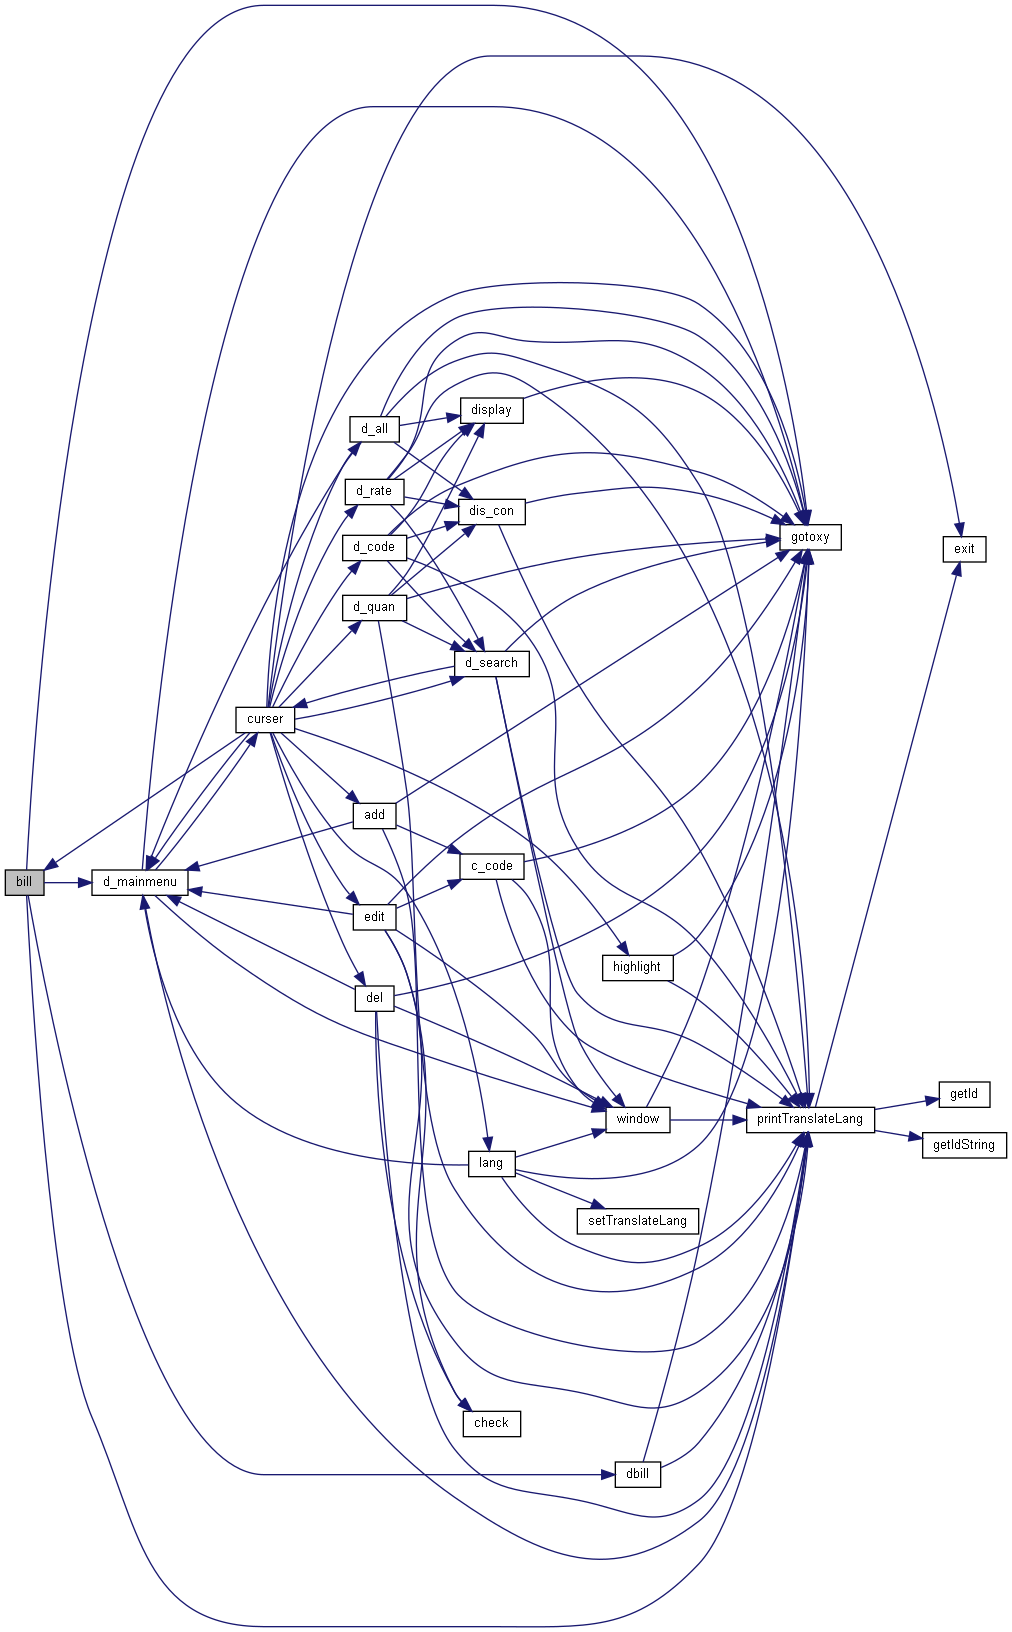 display
d_all
d_rate
dis_con
gotoxy
d_code
exit
d_quan
d_search
curser
add
c_code
bill
d_mainmenu
edit
highlight
del
getId
window
printTranslateLang
getIdString
lang
setTranslateLang
check
dbill